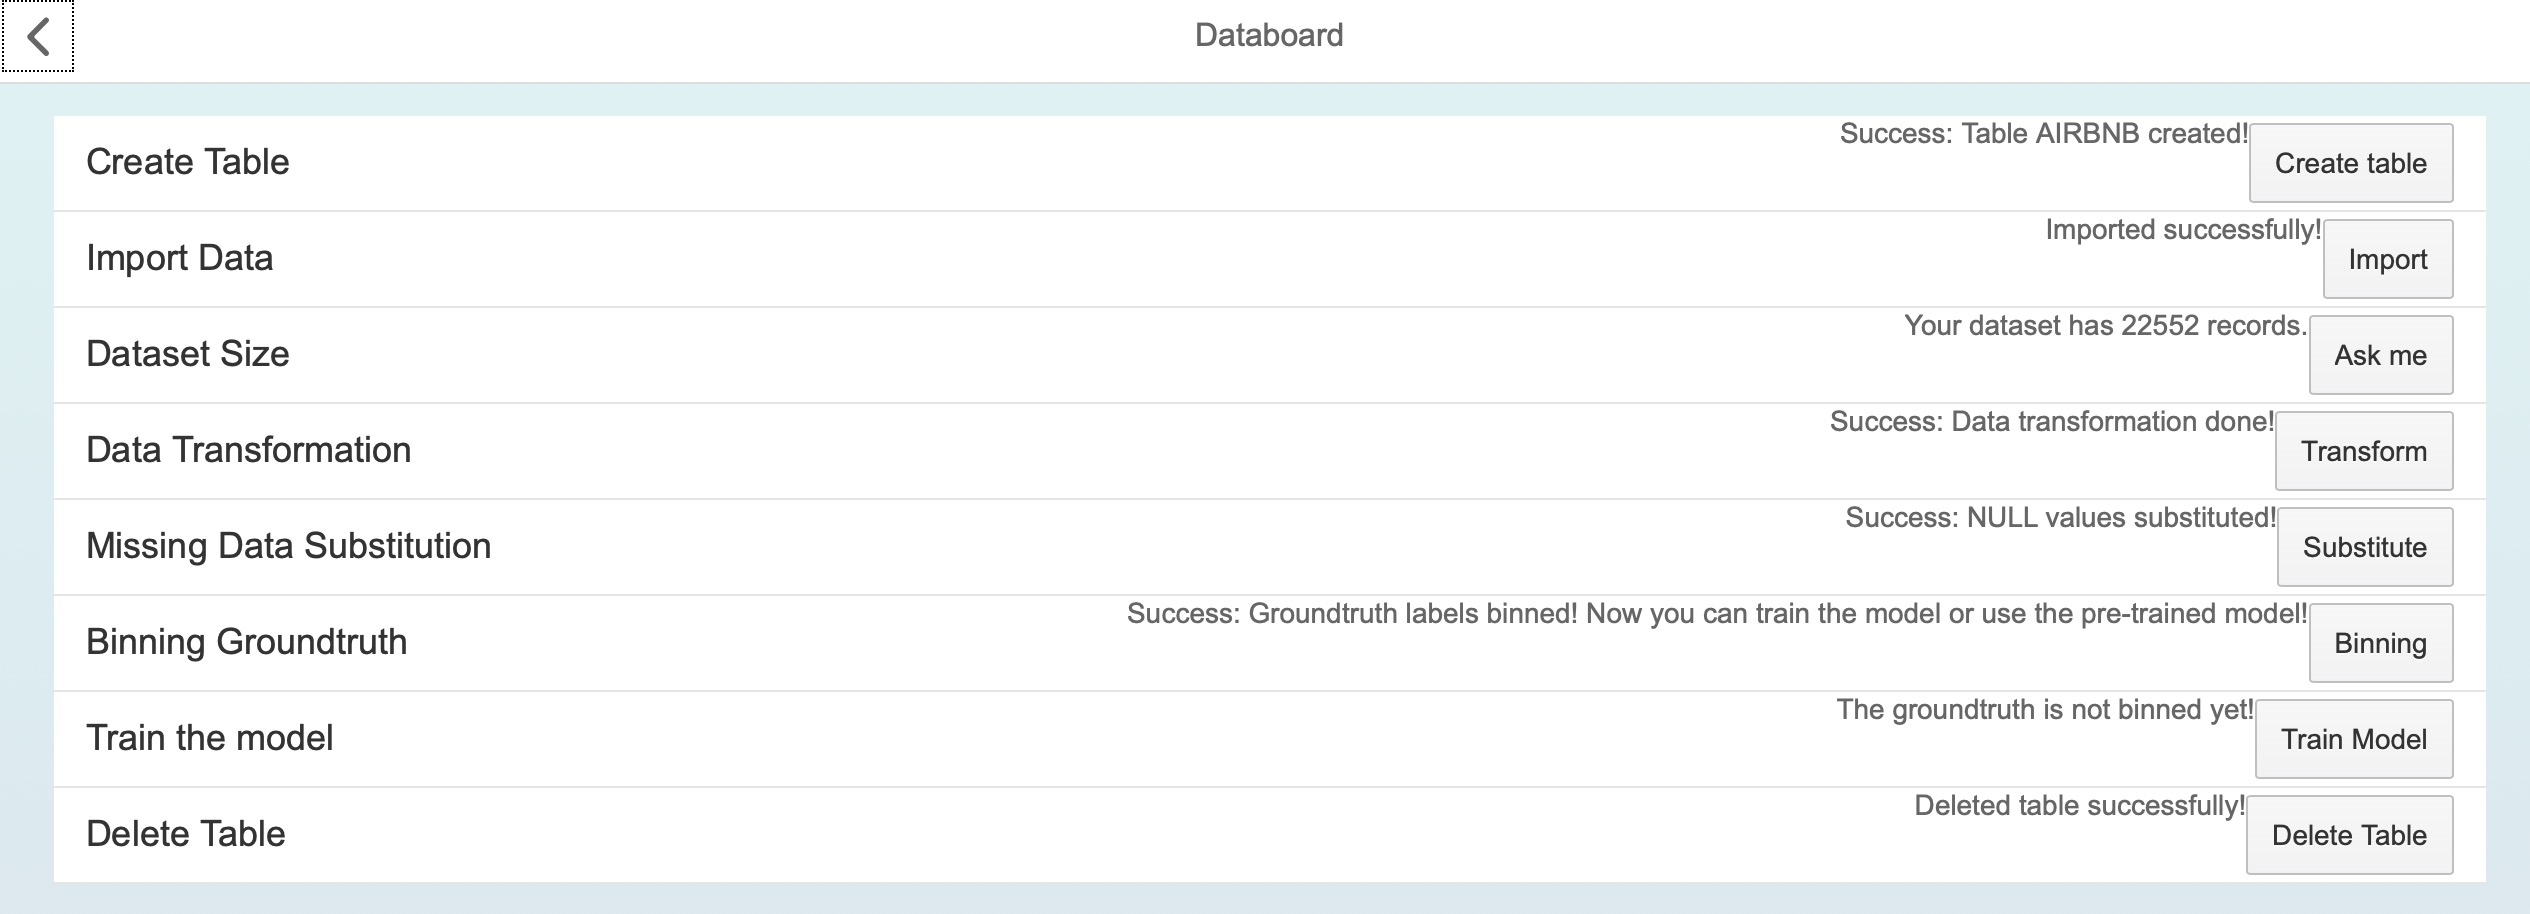 Databoard
Create Table
Success: Table AIRBNB created!
Create table
Import Data
Imported successfully!
Import
Dataset Size
Your dataset has 22552 records.
Ask me
Data Transformation
Success: Data transformation done!
Transform
Missing Data Substitution
Success: NULL values substituted!
Substitute
Binning Groundtruth
Success: Groundtruth labels binned! Now you can train the model or use the pre-trained model!
Binning
Train the model
The groundtruth is not binned yet!
Train Model
Delete Table
Deleted table successfully!
Delete Table